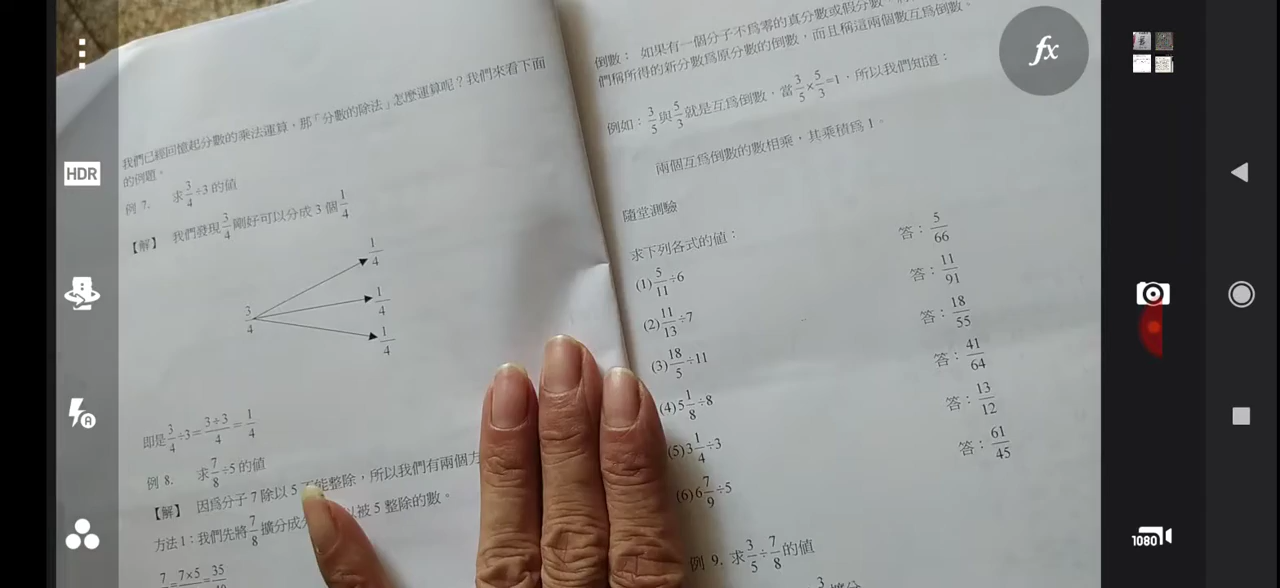 我們已經回憶起分數的乘法運算，那「分數的除法」怎麼運算呢？我們來看下面
的例題。
例 7. 求3/4÷3的值
【解】 我們發現3/4剛好可以分成 3 個1/4
1/4
3/4
1/4
1/4
即是3/4÷3=3÷3/4=1/4
例 8. 求7/8÷5的值
【解】 因為分子 7 除以 5 不能整除，所以我們有兩個方
方法 1：我們先將7/8擴分成 以被 5 整除的數。
7 = 7×5 = 35
倒數： 如果有一個分子不為零的真分數或假分數，
們稱所得的新分數為原分數的倒數，而且稱這兩個數互為倒數。
例如：3/5與5/3就是互為倒數，當3/5×5/3=1，所以我們知道：
兩個互為倒數的數相乘，其乘積為 1。
隨堂測驗
求下列各式的值：
(1)5/11÷6 答：5/66
(2)11/13÷7 答：11/91
(3)18/5÷11 答：18/55
(4)5 1/8÷8 答：41/64
(5)3 1/4÷3 答：13/12
(6)6 7/9÷5 答：61/45
例 9. 求3/5÷7/8的值
HDR
fx
1080